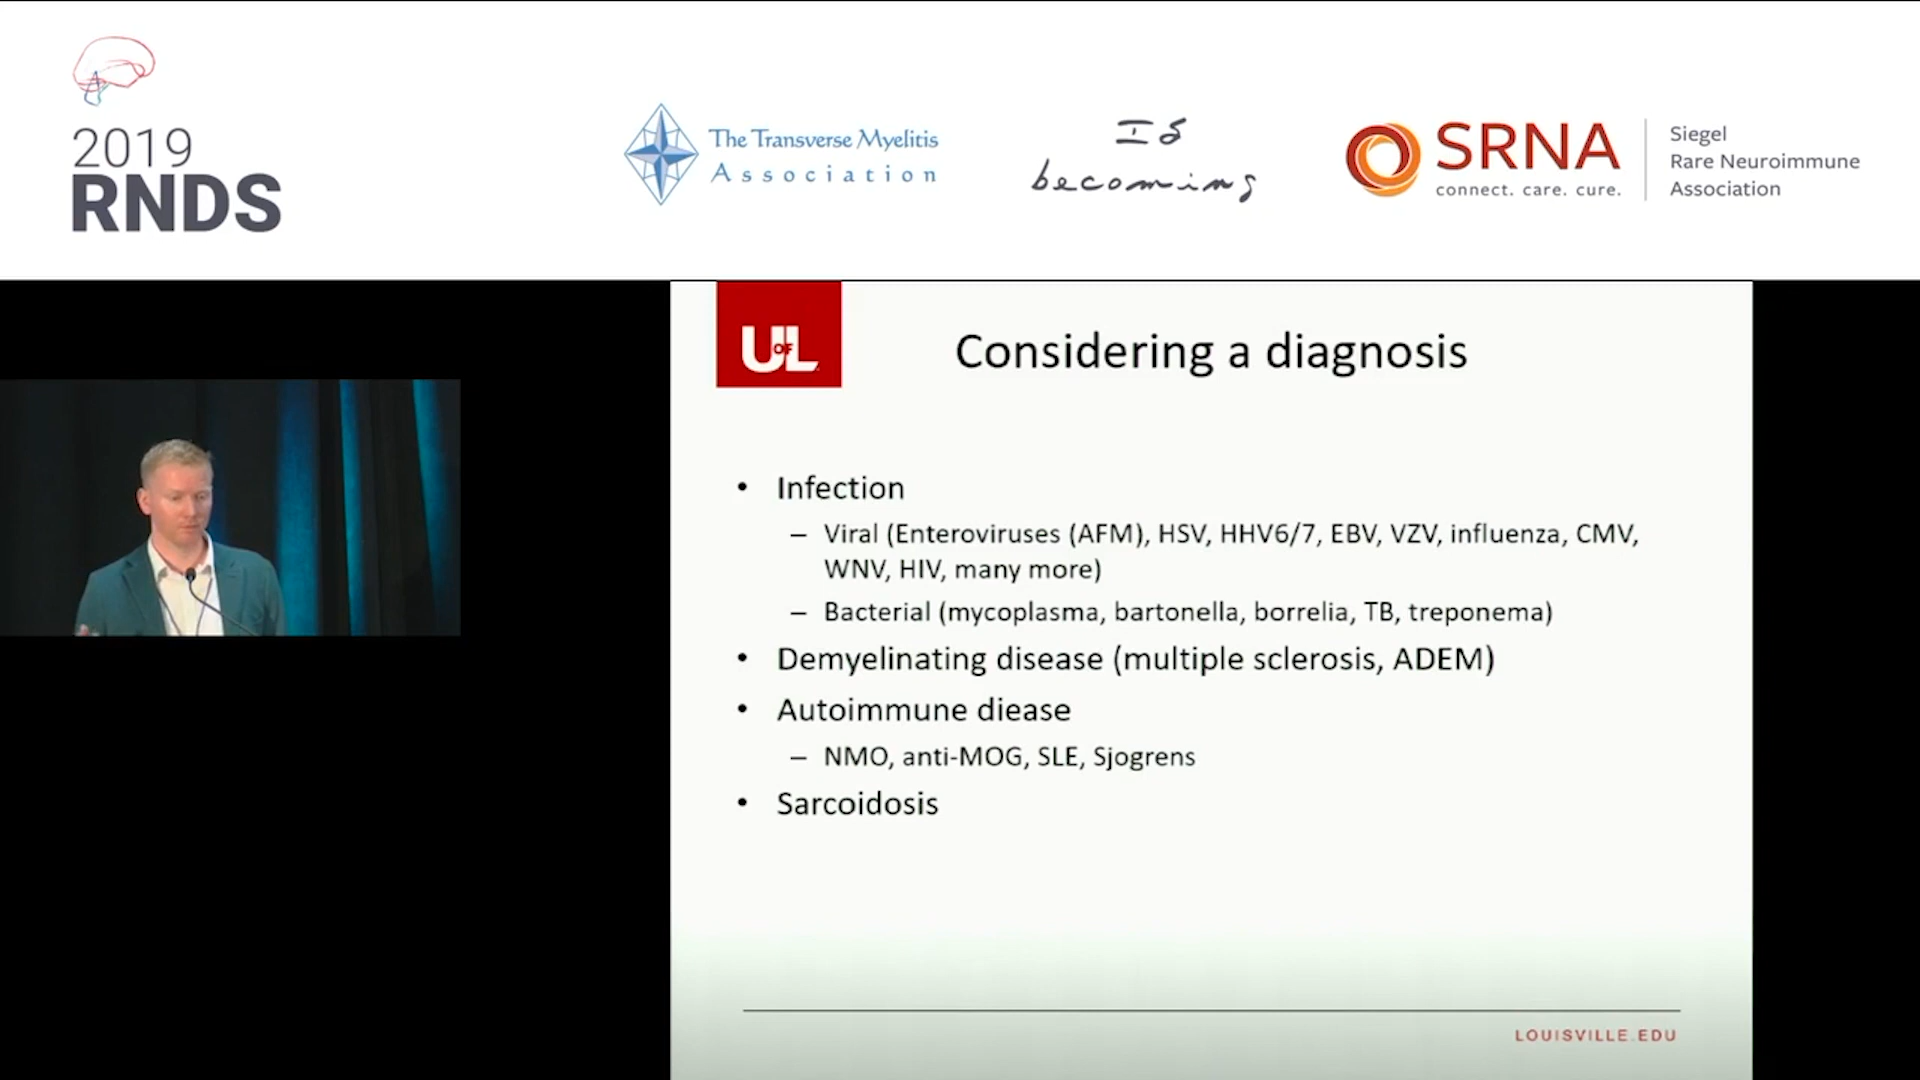 2019
RNDS
The Transverse Myelitis
Association
Is
becoming
SRNA
connect. care. cure.
Siegel
Rare Neuroimmune
Association
UofL
Considering a diagnosis
• Infection
– Viral (Enteroviruses (AFM), HSV, HHV6/7, EBV, VZV, influenza, CMV,
WNV, HIV, many more)
– Bacterial (mycoplasma, bartonella, borrelia, TB, treponema)
• Demyelinating disease (multiple sclerosis, ADEM)
• Autoimmune diease
– NMO, anti-MOG, SLE, Sjogrens
• Sarcoidosis
LOUISVILLE.EDU